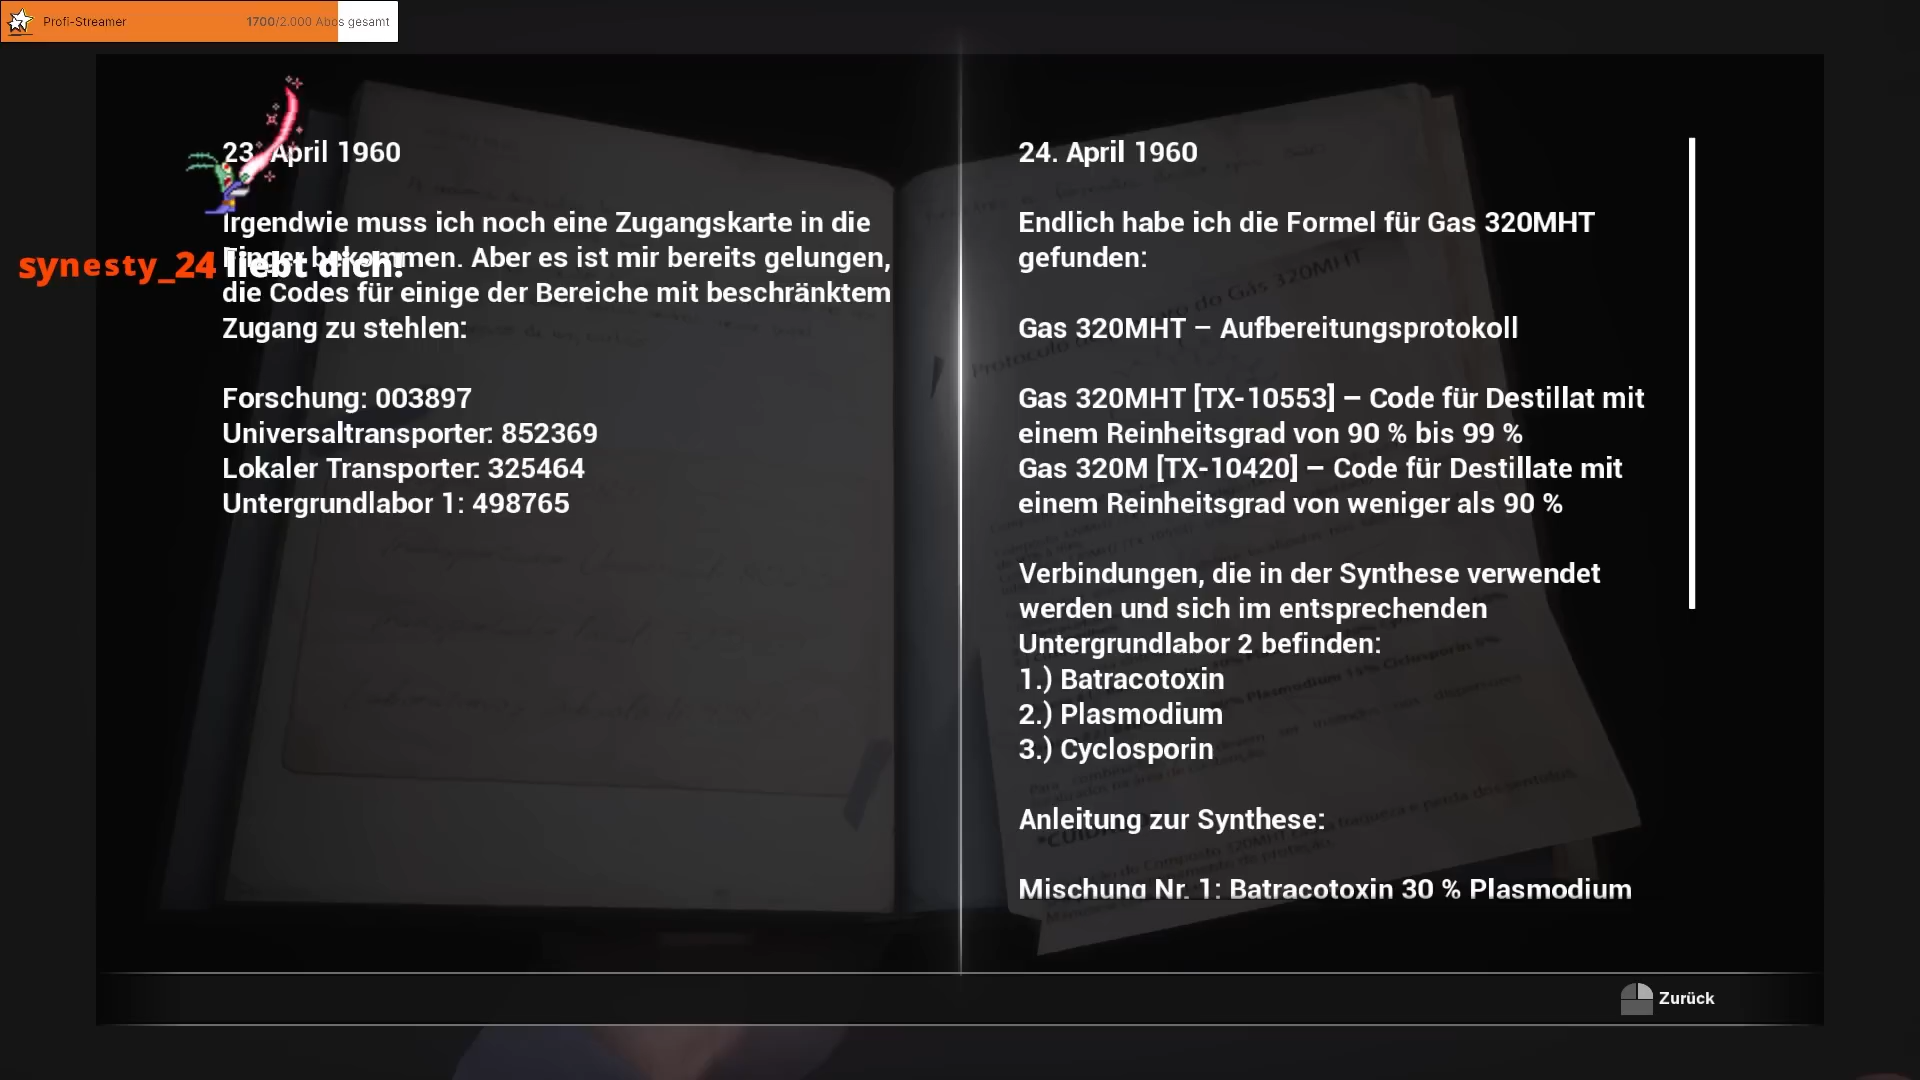 Profi-Streamer
1700/2.000 Abos gesamt
23. April 1960
Irgendwie muss ich noch eine Zugangskarte in die
Finger bekommen. Aber es ist mir bereits gelungen,
synesty_24 liebt dich!
die Codes für einige der Bereiche mit beschränktem
Zugang zu stehlen:
Forschung: 003897
Universaltransporter: 852369
Lokaler Transporter: 325464
Untergrundlabor 1: 498765
24. April 1960
Endlich habe ich die Formel für Gas 320MHT
gefunden:
Gas 320MHT – Aufbereitungsprotokoll
Gas 320MHT [TX-10553] – Code für Destillat mit
einem Reinheitsgrad von 90 % bis 99 %
Gas 320M [TX-10420] – Code für Destillate mit
einem Reinheitsgrad von weniger als 90 %
Verbindungen, die in der Synthese verwendet
werden und sich im entsprechenden
Untergrundlabor 2 befinden:
1.) Batracotoxin
2.) Plasmodium
3.) Cyclosporin
Anleitung zur Synthese:
Mischung Nr. 1: Batracotoxin 30 % Plasmodium
Zurück